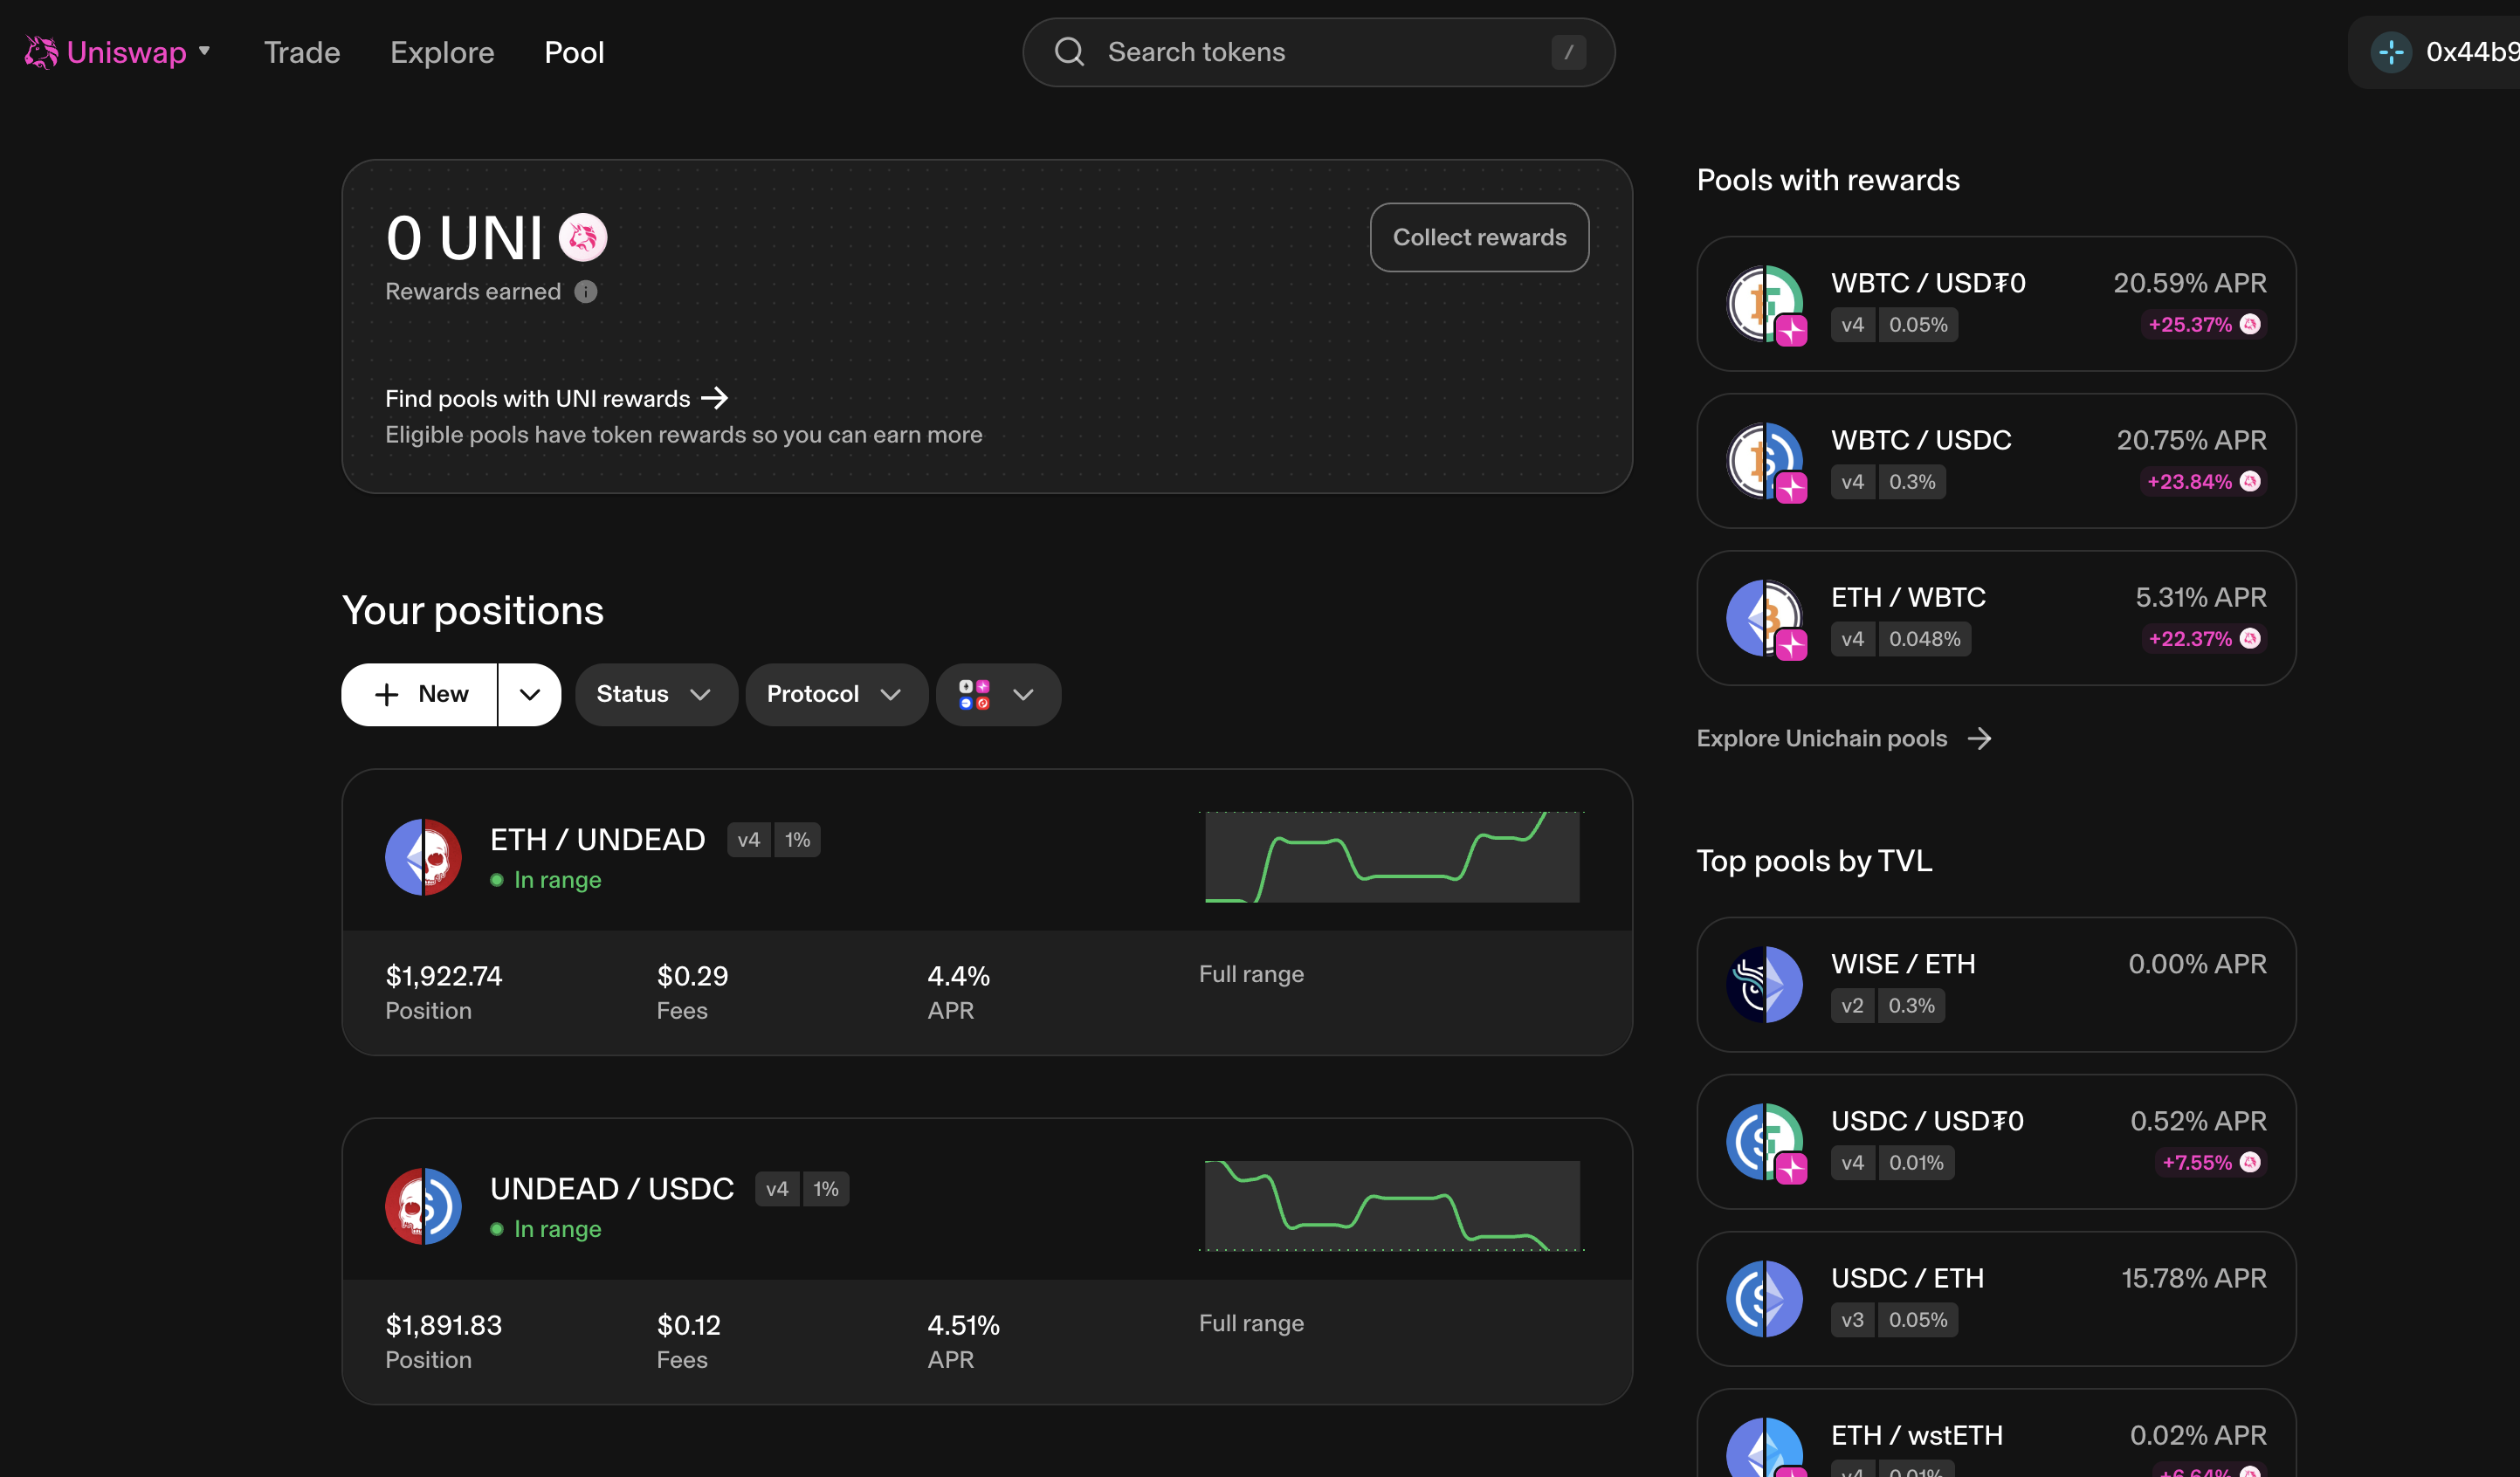 Uniswap
Trade
Explore
Pool
Search tokens
/
0x44b9
0 UNI
Collect rewards
Rewards earned
Find pools with UNI rewards
Eligible pools have token rewards so you can earn more
Your positions
New
Status
Protocol
ETH / UNDEAD v4 1%
In range
$1,922.74
Position
$0.29
Fees
4.4%
APR
Full range
UNDEAD / USDC v4 1%
In range
$1,891.83
Position
$0.12
Fees
4.51%
APR
Full range
Pools with rewards
WBTC / USD₮0 20.59% APR
v4 0.05% +25.37%
WBTC / USDC 20.75% APR
v4 0.3% +23.84%
ETH / WBTC 5.31% APR
v4 0.048% +22.37%
Explore Unichain pools
Top pools by TVL
WISE / ETH 0.00% APR
v2 0.3%
USDC / USD₮0 0.52% APR
v4 0.01% +7.55%
USDC / ETH 15.78% APR
v3 0.05%
ETH / wstETH 0.02% APR
v4 0.01% +6.64%